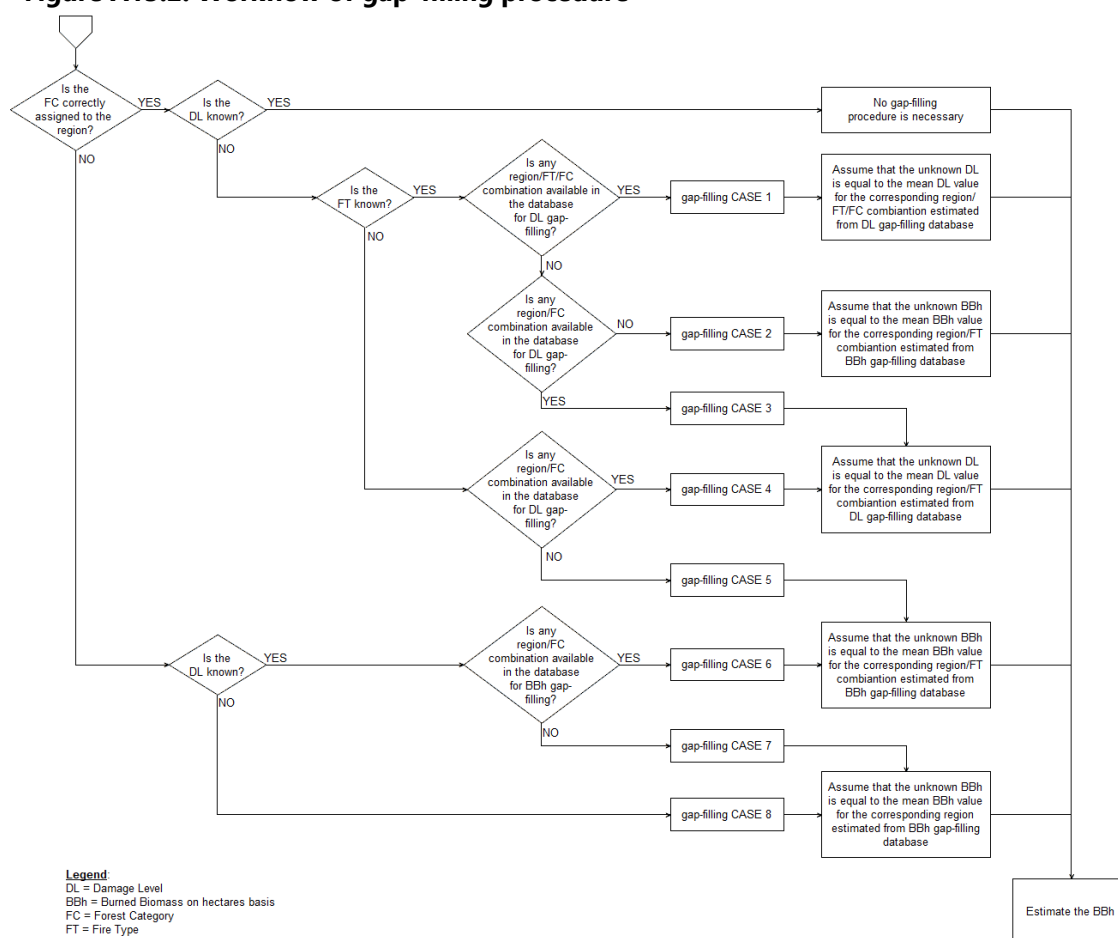 Is the
FC correctly
assigned to the
region?
YES
NO
Is the
DL known?
YES
NO
No gap-filling
procedure is necessary
Is the
FT known?
YES
NO
Is any
region/FT/FC
combination available in
the database
for DL gap-
filling?
YES
NO
gap-filling CASE 1
Assume that the unknown DL
is equal to the mean DL value
for the corresponding region/
FT/FC combiantion estimated
from DL gap-filling database
Is any
region/FC
combination available
in the database
for DL gap-
filling?
NO
YES
gap-filling CASE 2
Assume that the unknown BBh
is equal to the mean BBh value
for the corresponding region/FT
combiantion estimated from
BBh gap-filling database
gap-filling CASE 3
Is any
region/FC
combination available
in the database
for DL gap-
filling?
YES
NO
gap-filling CASE 4
Assume that the unknown DL
is equal to the mean DL value
for the corresponding region/FT
combiantion estimated from
DL gap-filling database
gap-filling CASE 5
Is the
DL known?
YES
NO
Is any
region/FC
combination available
in the database
for BBh gap-
filling?
YES
NO
gap-filling CASE 6
Assume that the unknown BBh
is equal to the mean BBh value
for the corresponding region/FT
combiantion estimated from
BBh gap-filling database
gap-filling CASE 7
gap-filling CASE 8
Assume that the unknown BBh
is equal to the mean BBh value
for the corresponding region
estimated from BBh gap-filling
database
Estimate the BBh
Legend:
DL = Damage Level
BBh = Burned Biomass on hectares basis
FC = Forest Category
FT = Fire Type